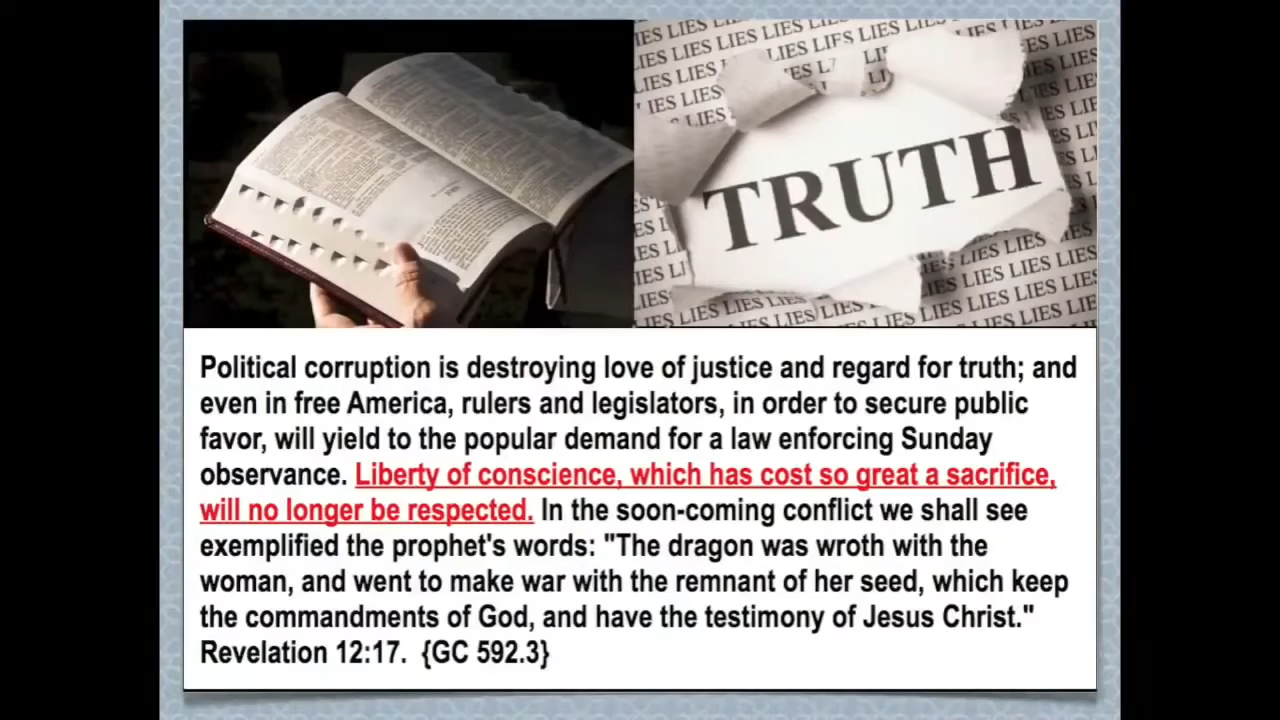 TRUTH
LIES LIES LIES LIES LIES LIES
Political corruption is destroying love of justice and regard for truth; and
even in free America, rulers and legislators, in order to secure public
favor, will yield to the popular demand for a law enforcing Sunday
observance. Liberty of conscience, which has cost so great a sacrifice,
will no longer be respected. In the soon-coming conflict we shall see
exemplified the prophet's words: "The dragon was wroth with the
woman, and went to make war with the remnant of her seed, which keep
the commandments of God, and have the testimony of Jesus Christ."
Revelation 12:17. {GC 592.3}